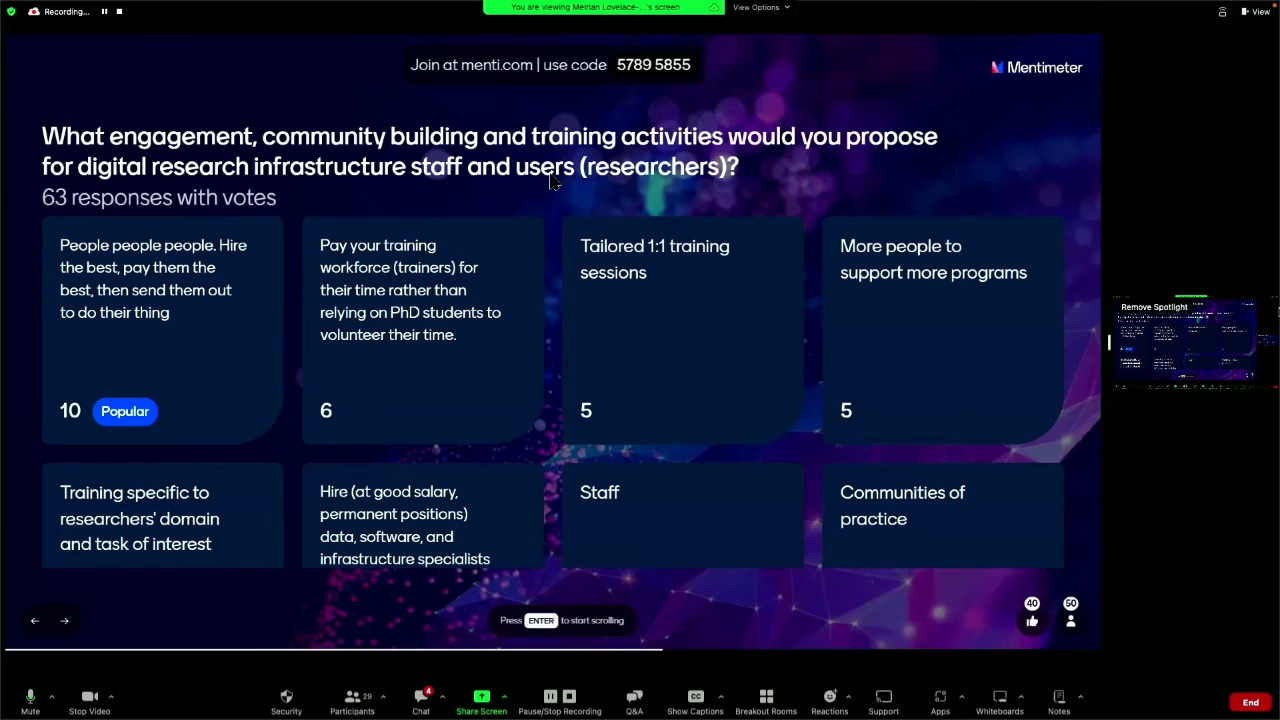 Recording...
You are viewing Meirian Lovelace-...'s screen
View Options
View
Join at menti.com | use code 5789 5855
Mentimeter
What engagement, community building and training activities would you propose
for digital research infrastructure staff and users (researchers)?
63 responses with votes
People people people. Hire
the best, pay them the
best, then send them out
to do their thing
10 Popular
Pay your training
workforce (trainers) for
their time rather than
relying on PhD students to
volunteer their time.
6
Tailored 1:1 training
sessions
5
More people to
support more programs
5
Remove Spotlight
Training specific to
researchers' domain
and task of interest
Hire (at good salary,
permanent positions)
data, software, and
infrastructure specialists
Staff
Communities of
practice
Press ENTER to start scrolling
40
50
Mute
Stop Video
Security
29
Participants
4
Chat
Share Screen
Pause/Stop Recording
Q&A
CC
Show Captions
Breakout Rooms
Reactions
Support
Apps
Whiteboards
Notes
End